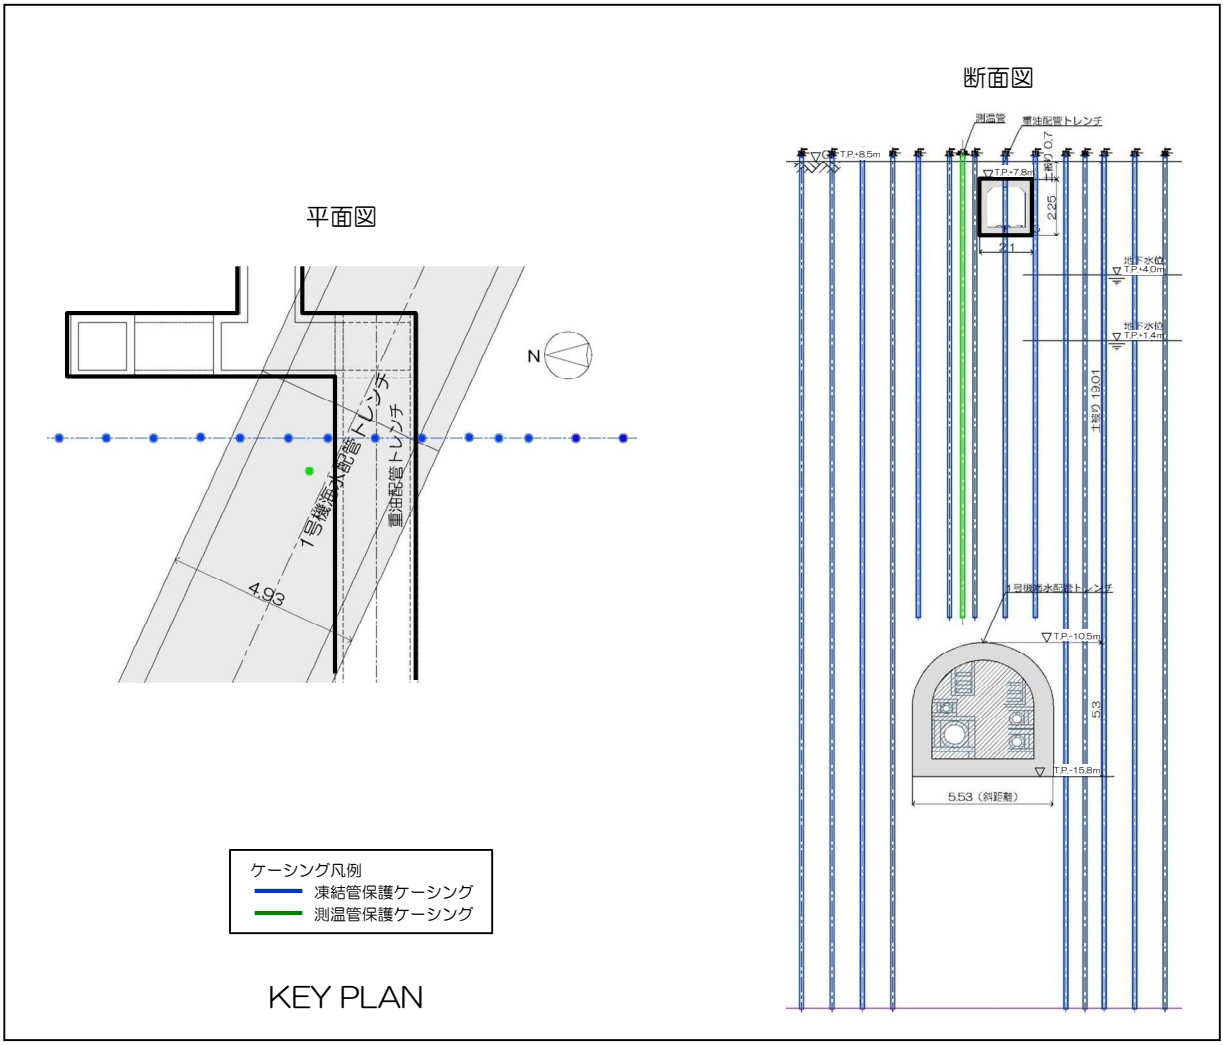 断面図
測温管
重油配管トレンチ
T.P.+8.5m
土被り 0.7
T.P.+7.8m
2.25
2.1
平面図
地下水位
T.P.+4.0m
地下水位
T.P.+1.4m
N
土被り 19.01
1号機海水配管トレンチ
重油配管トレンチ
4.93
1号機海水配管トレンチ
T.P.-10.5m
5.3
T.P.-15.8m
5.53（斜距離）
ケーシング凡例
凍結管保護ケーシング
測温管保護ケーシング
KEY PLAN